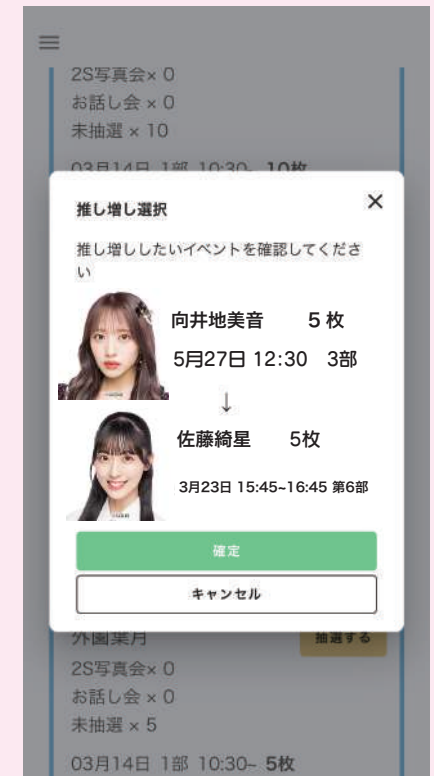 2S写真会× 0
お話し会 × 0
未抽選 × 10
03月14日 1部 10:30~ 10枚
推し増し選択
推し増ししたいイベントを確認してくださ
い
向井地美音 5 枚
5月27日 12:30 3部
↓
佐藤綺星 5枚
3月23日 15:45~16:45 第6部
確定
キャンセル
外園葉月 抽選する
2S写真会× 0
お話し会 × 0
未抽選 × 5
03月14日 1部 10:30~ 5枚